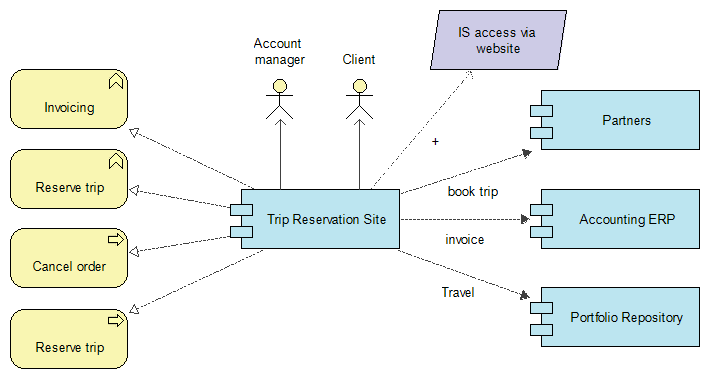 IS access via
website
Account
manager
Client
Invoicing
Partners
+
Reserve trip
book trip
Trip Reservation Site
Accounting ERP
invoice
Cancel order
Travel
Portfolio Repository
Reserve trip